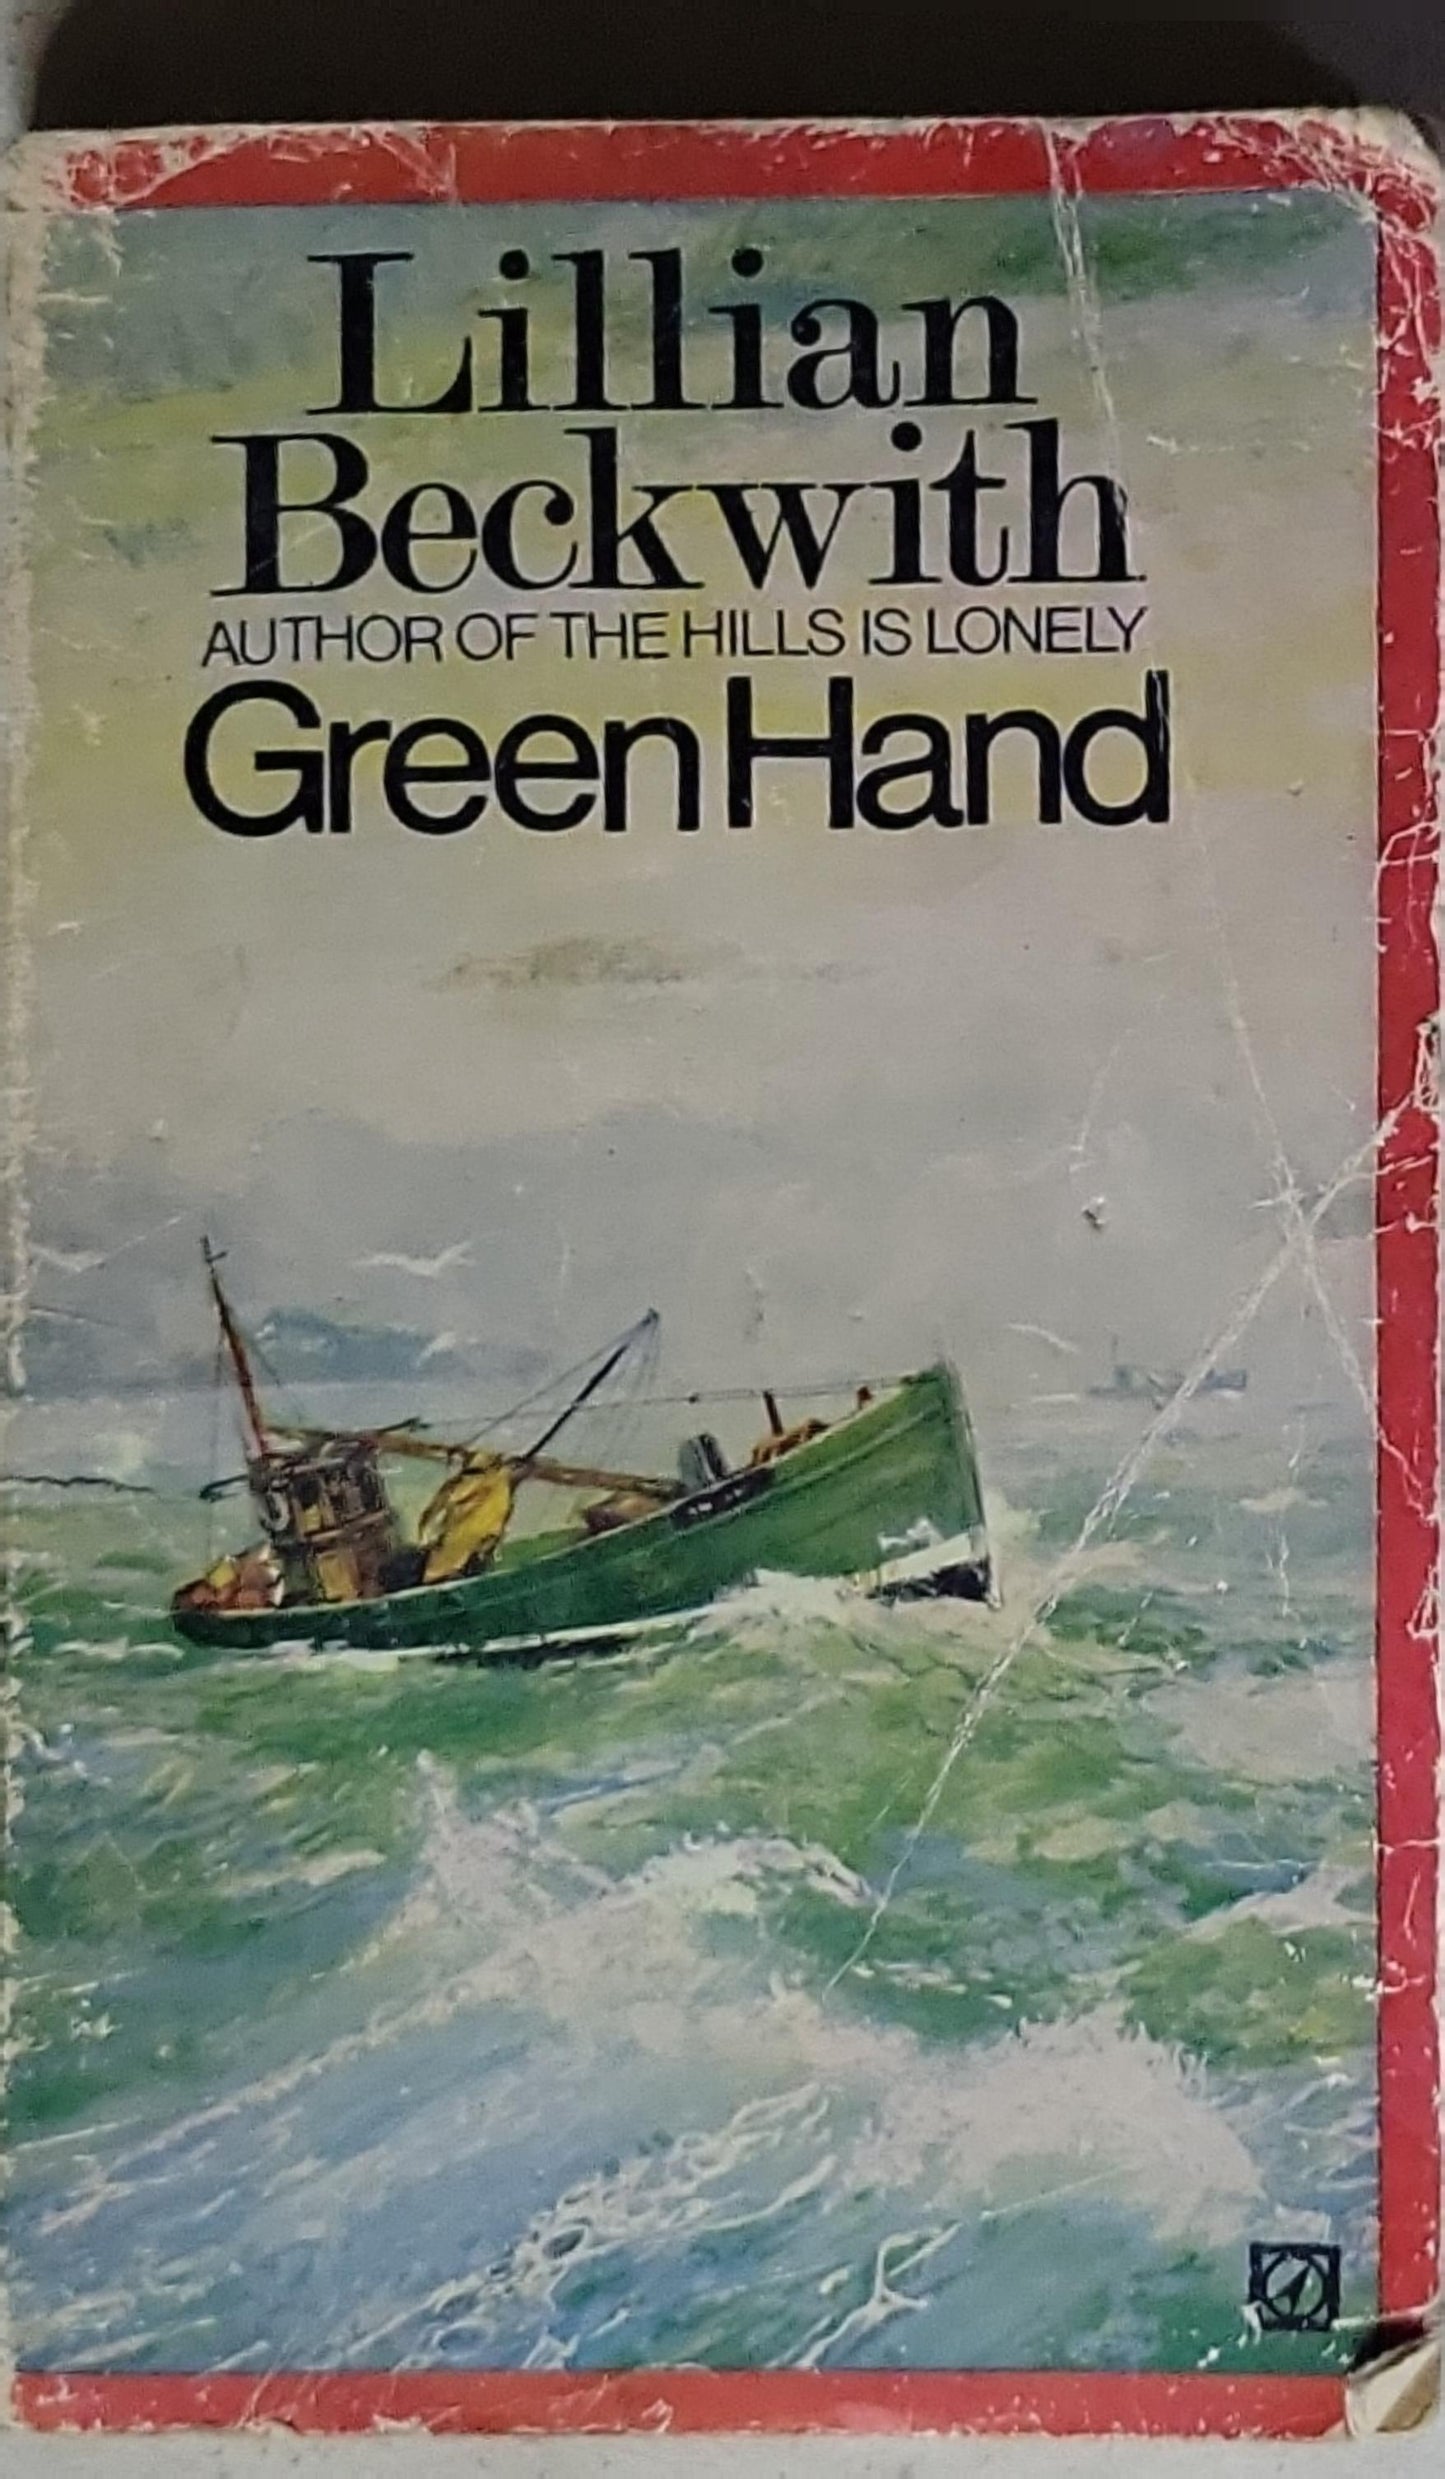 Lillian
Beckwith
AUTHOR OF THE HILLS IS LONELY
Green Hand